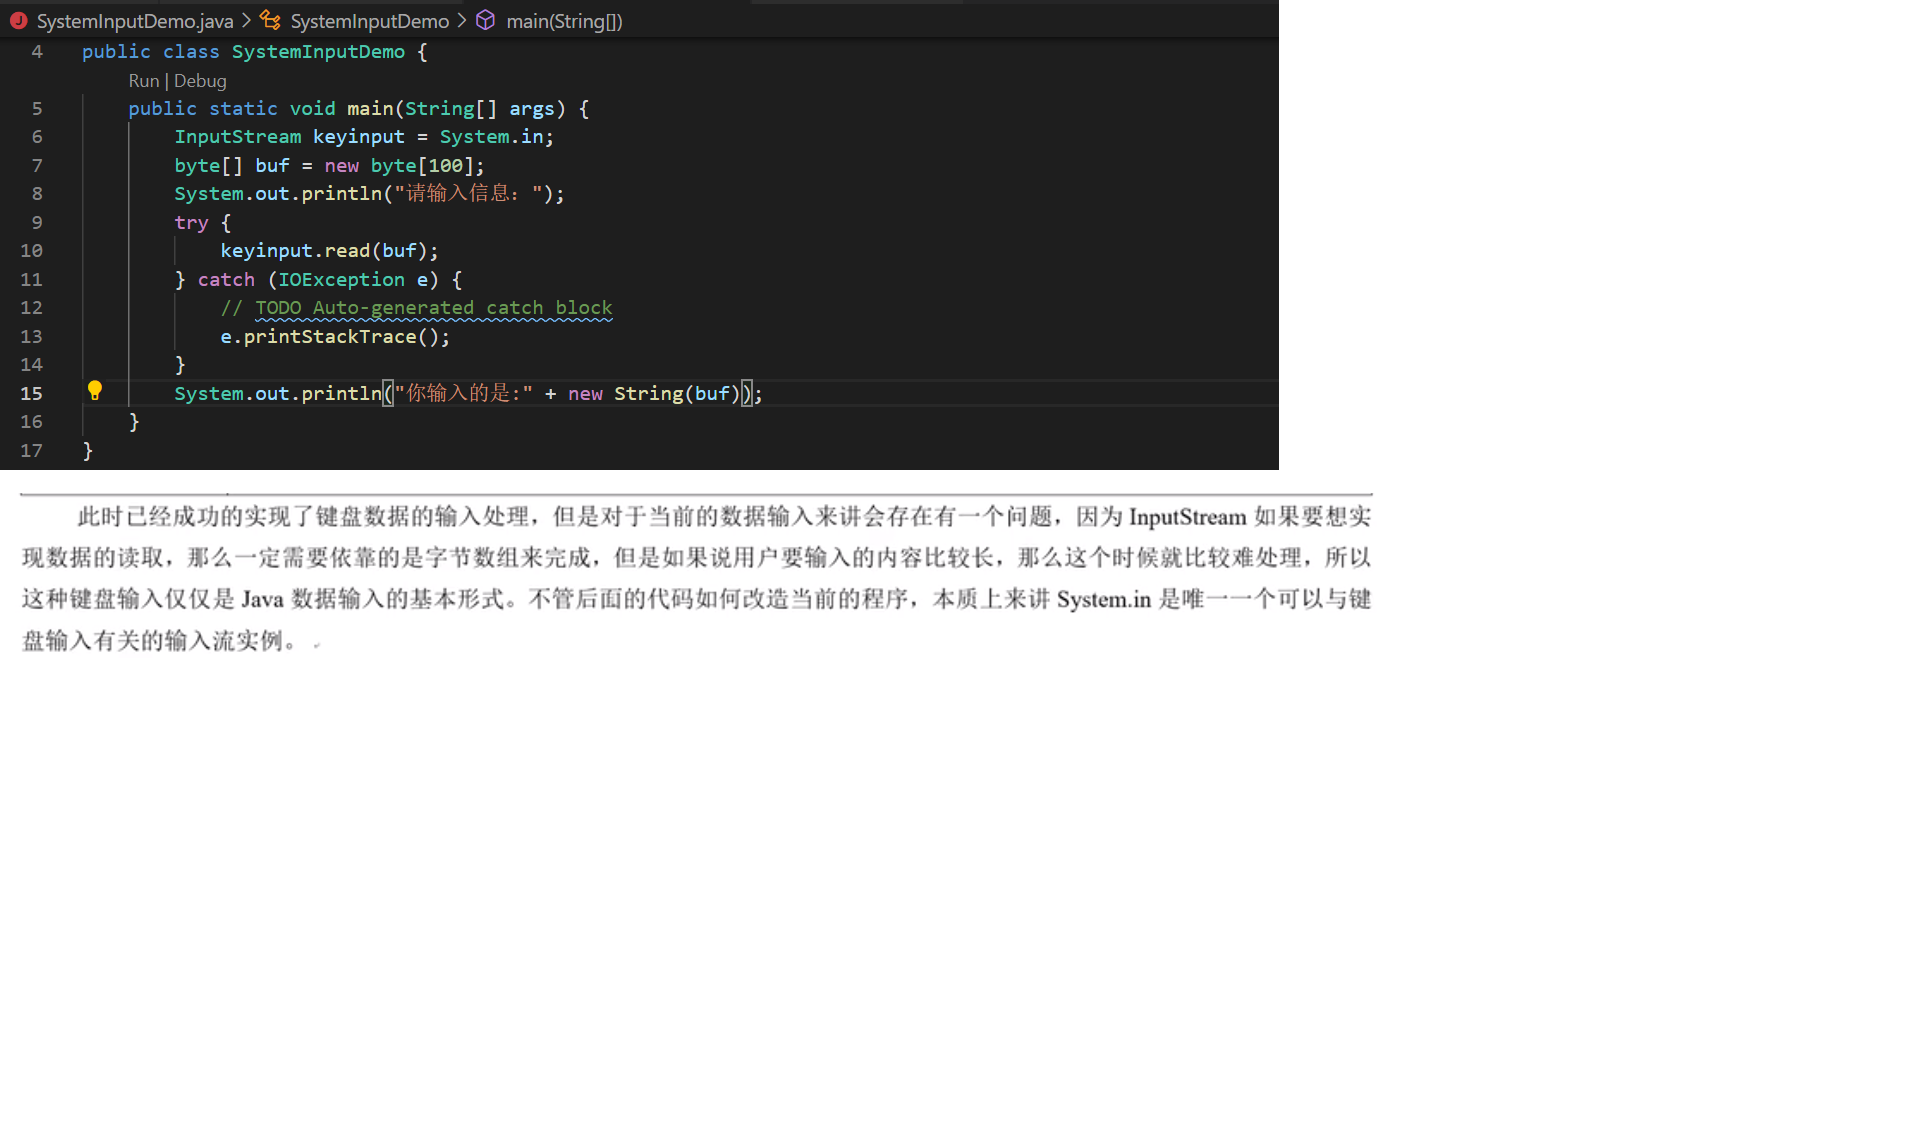 SystemInputDemo.java > SystemInputDemo > main(String[])
4 public class SystemInputDemo {
Run | Debug
5 public static void main(String[] args) {
6 InputStream keyinput = System.in;
7 byte[] buf = new byte[100];
8 System.out.println("请输入信息: ");
9 try {
10 keyinput.read(buf);
11 } catch (IOException e) {
12 // TODO Auto-generated catch block
13 e.printStackTrace();
14 }
15 System.out.println("你输入的是:" + new String(buf));
16 }
17 }
此时已经成功的实现了键盘数据的输入处理，但是对于当前的数据输入来讲会存在有一个问题，因为 InputStream 如果要想实
现数据的读取，那么一定需要依靠的是字节数组来完成，但是如果说用户要输入的内容比较长，那么这个时候就比较难处理，所以
这种键盘输入仅仅是 Java 数据输入的基本形式。不管后面的代码如何改造当前的程序，本质上来讲 System.in 是唯一一个可以与键
盘输入有关的输入流实例。